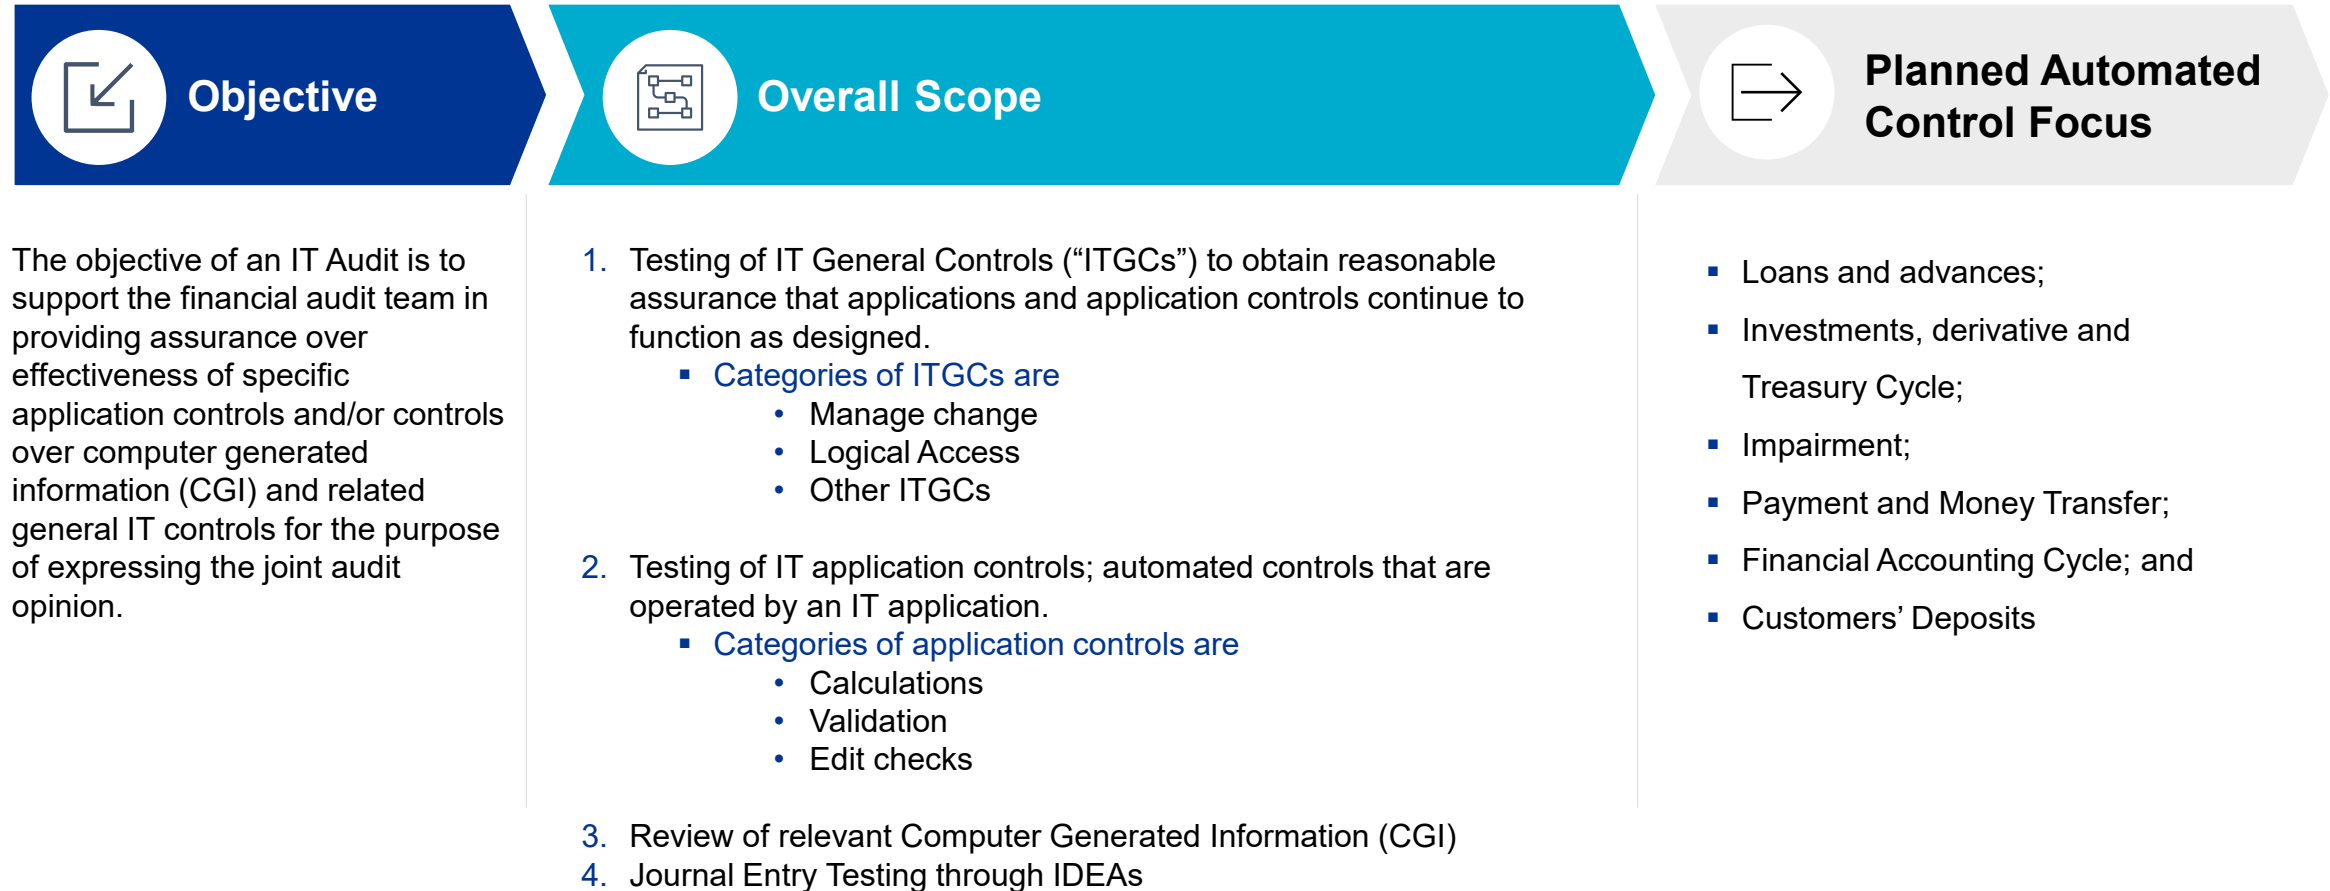 Objective
The objective of an IT Audit is to
support the financial audit team in
providing assurance over
effectiveness of specific
application controls and/or controls
over computer generated
information (CGI) and related
general IT controls for the purpose
of expressing the joint audit
opinion.
Overall Scope
1. Testing of IT General Controls (“ITGCs”) to obtain reasonable
assurance that applications and application controls continue to
function as designed.
▪ Categories of ITGCs are
• Manage change
• Logical Access
• Other ITGCs
2. Testing of IT application controls; automated controls that are
operated by an IT application.
▪ Categories of application controls are
• Calculations
• Validation
• Edit checks
3. Review of relevant Computer Generated Information (CGI)
4. Journal Entry Testing through IDEAs
Planned Automated
Control Focus
▪ Loans and advances;
▪ Investments, derivative and
Treasury Cycle;
▪ Impairment;
▪ Payment and Money Transfer;
▪ Financial Accounting Cycle; and
▪ Customers’ Deposits